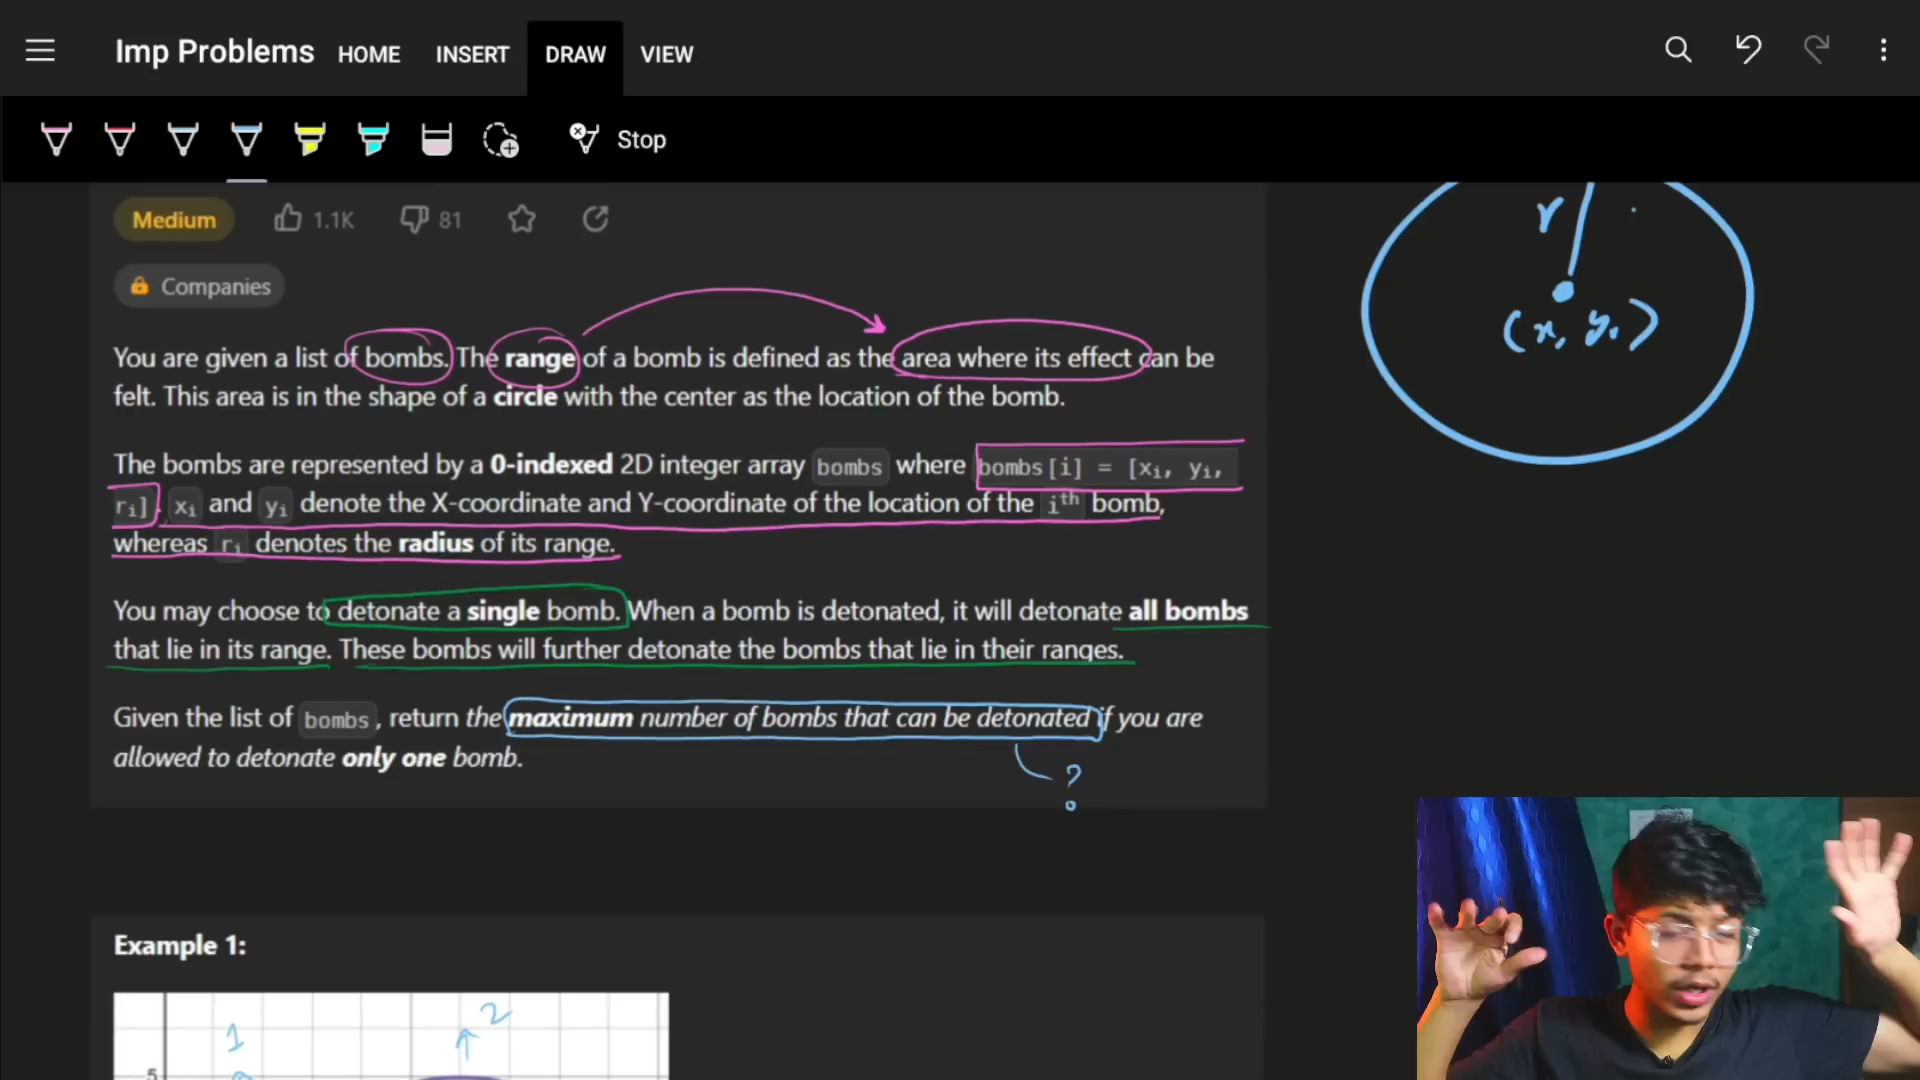 Imp Problems HOME INSERT DRAW VIEW
Stop
Medium 1.1K 81
Companies
You are given a list of bombs. The range of a bomb is defined as the area where its effect can be
felt. This area is in the shape of a circle with the center as the location of the bomb.
The bombs are represented by a 0-indexed 2D integer array bombs where bombs[i] = [xᵢ, yᵢ,
rᵢ]. xᵢ and yᵢ denote the X-coordinate and Y-coordinate of the location of the iᵗʰ bomb,
whereas rᵢ denotes the radius of its range.
You may choose to detonate a single bomb. When a bomb is detonated, it will detonate all bombs
that lie in its range. These bombs will further detonate the bombs that lie in their ranges.
Given the list of bombs, return the maximum number of bombs that can be detonated if you are
allowed to detonate only one bomb.
?
Example 1:
1 2
5
r
(x, y,)